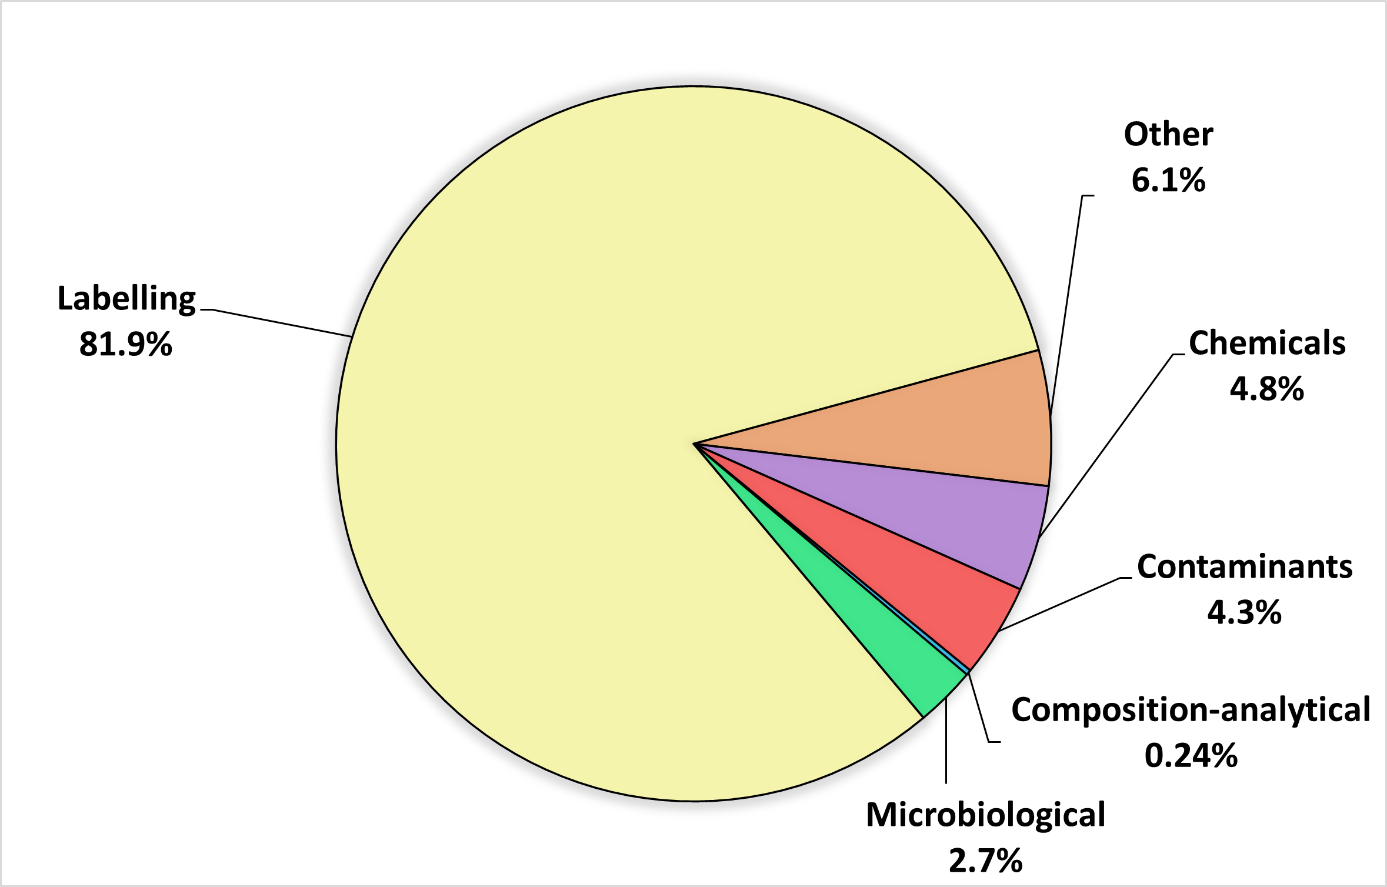 Other
6.1%
Labelling
81.9%
Chemicals
4.8%
Contaminants
4.3%
Composition-analytical
0.24%
Microbiological
2.7%